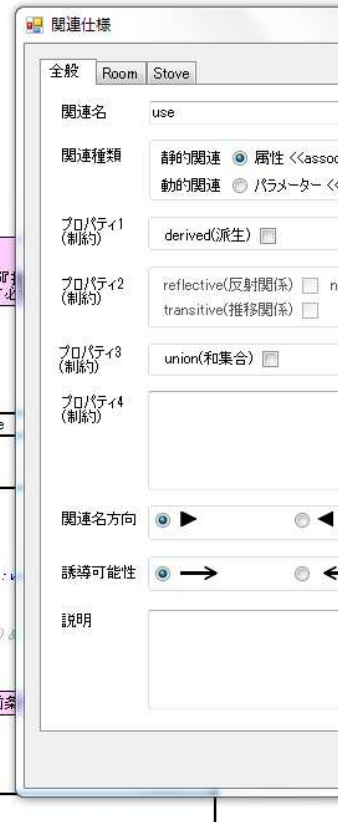 関連仕様
全般 Room Stove
関連名 use
関連種類 静的関連 属性 <<assoc
動的関連 パラメーター <<
プロパティ1
(制約)
derived(派生)
プロパティ2
(制約)
reflective(反射関係) n
transitive(推移関係)
プロパティ3
(制約)
union(和集合)
プロパティ4
(制約)
関連名方向
誘導可能性
説明